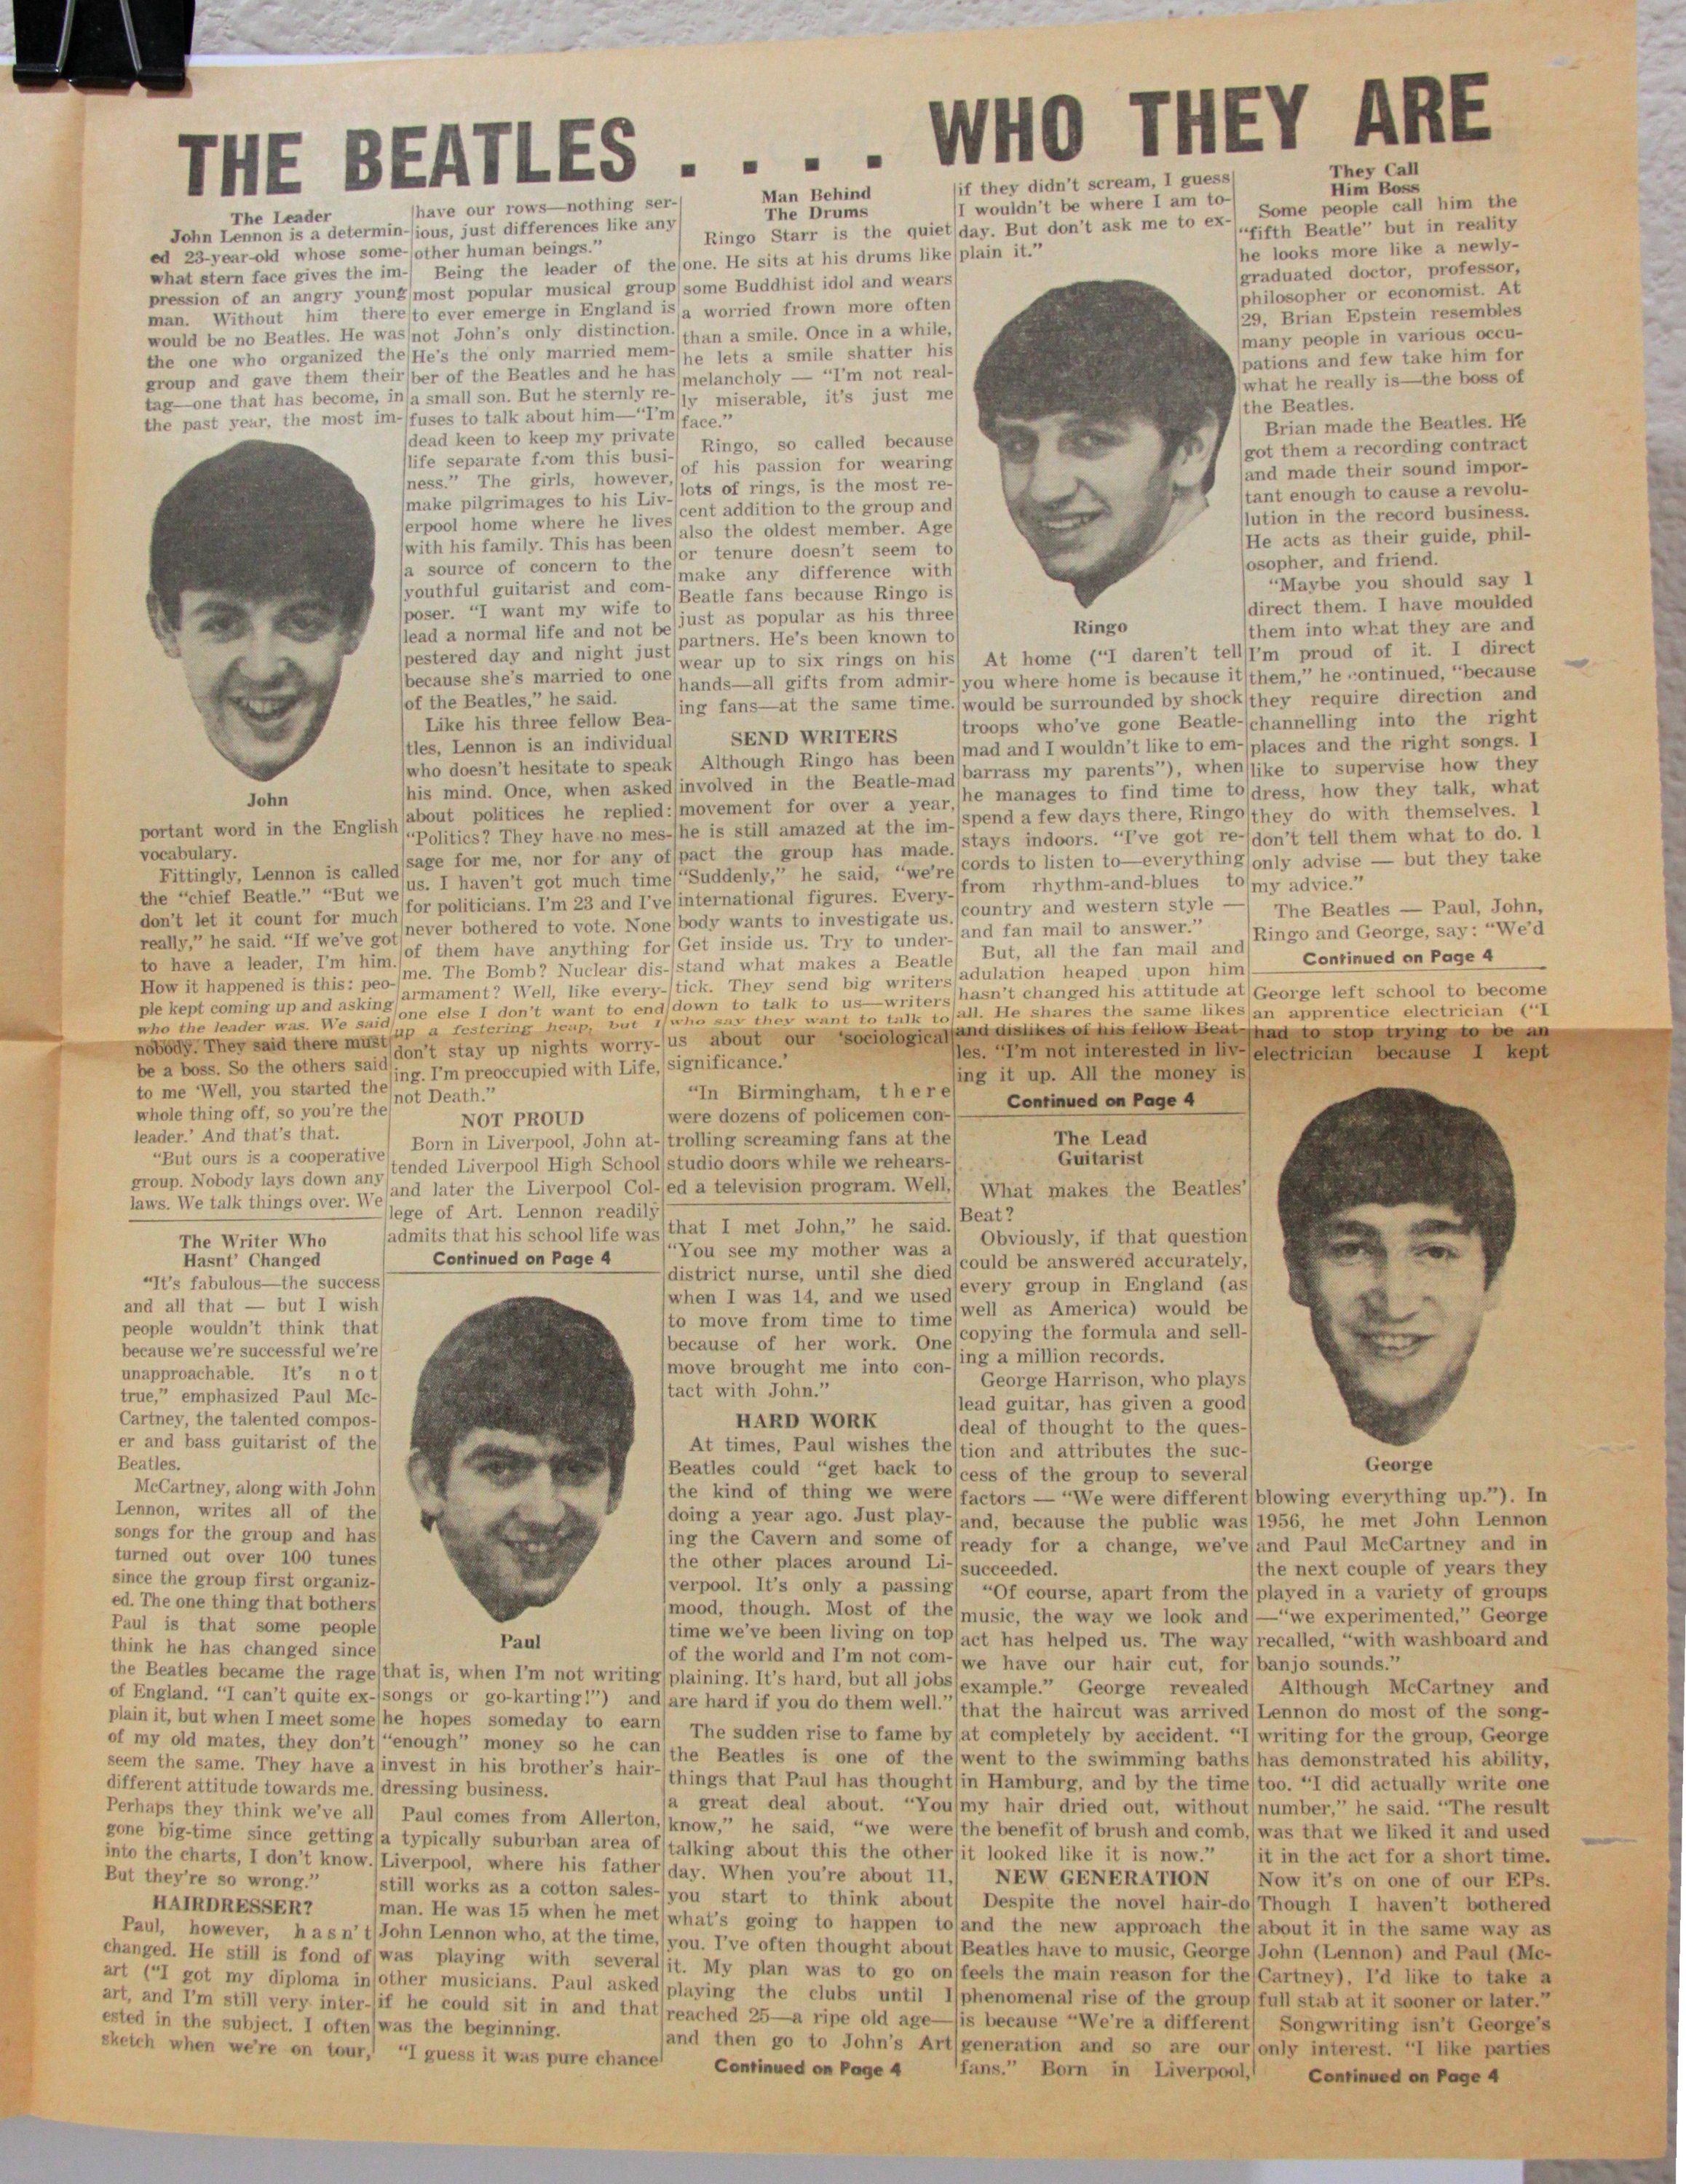 THE BEATLES . . . . WHO THEY ARE
The Leader
John Lennon is a determin-
ed 23-year-old whose some-
what stern face gives the im-
pression of an angry young
man. Without him there
would be no Beatles. He was
the one who organized the
group and gave them their
tag—one that has become, in
the past year, the most im-
John
portant word in the English
vocabulary.
Fittingly, Lennon is called
the "chief Beatle." "But we
don't let it count for much
really," he said. "If we've got
to have a leader, I'm him.
How it happened is this: peo-
ple kept coming up and asking
who the leader was. We said
nobody. They said there must
be a boss. So the others said
to me 'Well, you started the
whole thing off, so you're the
leader.' And that's that.
"But ours is a cooperative
group. Nobody lays down any
laws. We talk things over. We
have our rows—nothing ser-
ious, just differences like any
other human beings."
Being the leader of the
most popular musical group
to ever emerge in England is
not John's only distinction.
He's the only married mem-
ber of the Beatles and he has
a small son. But he sternly re-
fuses to talk about him—"I'm
dead keen to keep my private
life separate from this busi-
ness." The girls, however,
make pilgrimages to his Liv-
erpool home where he lives
with his family. This has been
a source of concern to the
youthful guitarist and com-
poser. "I want my wife to
lead a normal life and not be
pestered day and night just
because she's married to one
of the Beatles," he said.
Like his three fellow Bea-
tles, Lennon is an individual
who doesn't hesitate to speak
his mind. Once, when asked
about politices he replied:
"Politics? They have no mes-
sage for me, nor for any of
us. I haven't got much time
for politicians. I'm 23 and I've
never bothered to vote. None
of them have anything for
me. The Bomb? Nuclear dis-
armament? Well, like every-
one else I don't want to end
up a festering heap, but I
don't stay up nights worry-
ing. I'm preoccupied with Life,
not Death."
NOT PROUD
Born in Liverpool, John at-
tended Liverpool High School
and later the Liverpool Col-
lege of Art. Lennon readily
admits that his school life was
Continued on Page 4
Man Behind
The Drums
Ringo Starr is the quiet
one. He sits at his drums like
some Buddhist idol and wears
a worried frown more often
than a smile. Once in a while,
he lets a smile shatter his
melancholy — "I'm not real-
ly miserable, it's just me
face."
Ringo, so called because
of his passion for wearing
lots of rings, is the most re-
cent addition to the group and
also the oldest member. Age
or tenure doesn't seem to
make any difference with
Beatle fans because Ringo is
just as popular as his three
partners. He's been known to
wear up to six rings on his
hands—all gifts from admir-
ing fans—at the same time.
SEND WRITERS
Although Ringo has been
involved in the Beatle-mad
movement for over a year,
he is still amazed at the im-
pact the group has made.
"Suddenly," he said, "we're
international figures. Every-
body wants to investigate us.
Get inside us. Try to under-
stand what makes a Beatle
tick. They send big writers
down to talk to us—writers
who say they want to talk to
us about our 'sociological
significance.'
"In Birmingham, there
were dozens of policemen con-
trolling screaming fans at the
studio doors while we rehears-
ed a television program. Well,
if they didn't scream, I guess
I wouldn't be where I am to-
day. But don't ask me to ex-
plain it."
Ringo
At home ("I daren't tell
you where home is because it
would be surrounded by shock
troops who've gone Beatle-
mad and I wouldn't like to em-
barrass my parents"), when
he manages to find time to
spend a few days there, Ringo
stays indoors. "I've got re-
cords to listen to—everything
from rhythm-and-blues to
country and western style —
and fan mail to answer."
But, all the fan mail and
adulation heaped upon him
hasn't changed his attitude at
all. He shares the same likes
and dislikes of his fellow Beat-
les. "I'm not interested in liv-
ing it up. All the money is
Continued on Page 4
They Call
Him Boss
Some people call him the
"fifth Beatle" but in reality
he looks more like a newly-
graduated doctor, professor,
philosopher or economist. At
29, Brian Epstein resembles
many people in various occu-
pations and few take him for
what he really is—the boss of
the Beatles.
Brian made the Beatles. He
got them a recording contract
and made their sound impor-
tant enough to cause a revolu-
lution in the record business.
He acts as their guide, phil-
osopher, and friend.
"Maybe you should say I
direct them. I have moulded
them into what they are and
I'm proud of it. I direct
them," he continued, "because
they require direction and
channelling into the right
places and the right songs. I
like to supervise how they
dress, how they talk, what
they do with themselves. I
don't tell them what to do. I
only advise — but they take
my advice."
The Beatles — Paul, John,
Ringo and George, say: "We'd
Continued on Page 4
The Writer Who
Hasnt' Changed
"It's fabulous—the success
and all that — but I wish
people wouldn't think that
because we're successful we're
unapproachable. It's not
true," emphasized Paul Mc-
Cartney, the talented compos-
er and bass guitarist of the
Beatles.
McCartney, along with John
Lennon, writes all of the
songs for the group and has
turned out over 100 tunes
since the group first organiz-
ed. The one thing that bothers
Paul is that some people
think he has changed since
the Beatles became the rage
of England. "I can't quite ex-
plain it, but when I meet some
of my old mates, they don't
seem the same. They have a
different attitude towards me.
Perhaps they think we've all
gone big-time since getting
into the charts, I don't know.
But they're so wrong."
HAIRDRESSER?
Paul, however, hasn't
changed. He still is fond of
art ("I got my diploma in
art, and I'm still very inter-
ested in the subject. I often
sketch when we're on tour,
Paul
that is, when I'm not writing
songs or go-karting!") and
he hopes someday to earn
"enough" money so he can
invest in his brother's hair-
dressing business.
Paul comes from Allerton,
a typically suburban area of
Liverpool, where his father
still works as a cotton sales-
man. He was 15 when he met
John Lennon who, at the time,
was playing with several
other musicians. Paul asked
if he could sit in and that
was the beginning.
"I guess it was pure chance
that I met John," he said.
"You see my mother was a
district nurse, until she died
when I was 14, and we used
to move from time to time
because of her work. One
move brought me into con-
tact with John."
HARD WORK
At times, Paul wishes the
Beatles could "get back to
the kind of thing we were
doing a year ago. Just play-
ing the Cavern and some of
the other places around Li-
verpool. It's only a passing
mood, though. Most of the
time we've been living on top
of the world and I'm not com-
plaining. It's hard, but all jobs
are hard if you do them well."
The sudden rise to fame by
the Beatles is one of the
things that Paul has thought
a great deal about. "You
know," he said, "we were
talking about this the other
day. When you're about 11,
you start to think about
what's going to happen to
you. I've often thought about
it. My plan was to go on
playing the clubs until I
reached 25—a ripe old age—
and then go to John's Art
Continued on Page 4
The Lead
Guitarist
What makes the Beatles'
Beat?
Obviously, if that question
could be answered accurately,
every group in England (as
well as America) would be
copying the formula and sell-
ing a million records.
George Harrison, who plays
lead guitar, has given a good
deal of thought to the ques-
tion and attributes the suc-
cess of the group to several
factors — "We were different
and, because the public was
ready for a change, we've
succeeded.
"Of course, apart from the
music, the way we look and
act has helped us. The way
we have our hair cut, for
example." George revealed
that the haircut was arrived
at completely by accident. "I
went to the swimming baths
in Hamburg, and by the time
my hair dried out, without
the benefit of brush and comb,
it looked like it is now."
NEW GENERATION
Despite the novel hair-do
and the new approach the
Beatles have to music, George
feels the main reason for the
phenomenal rise of the group
is because "We're a different
generation and so are our
fans." Born in Liverpool,
George left school to become
an apprentice electrician ("I
had to stop trying to be an
electrician because I kept
George
blowing everything up."). In
1956, he met John Lennon
and Paul McCartney and in
the next couple of years they
played in a variety of groups
—"we experimented," George
recalled, "with washboard and
banjo sounds."
Although McCartney and
Lennon do most of the song-
writing for the group, George
has demonstrated his ability,
too. "I did actually write one
number," he said. "The result
was that we liked it and used
it in the act for a short time.
Now it's on one of our EPs.
Though I haven't bothered
about it in the same way as
John (Lennon) and Paul (Mc-
Cartney), I'd like to take a
full stab at it sooner or later."
Songwriting isn't George's
only interest. "I like parties
Continued on Page 4